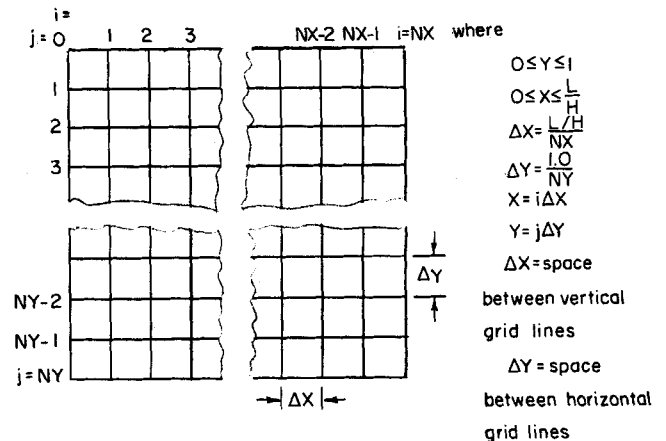 i =
j = 0 1 2 3 NX-2 NX-1 i=NX where
1
2
3
NY-2
NY-1
j = NY
ΔX
ΔY
0≤Y≤1
0≤X≤L/H
ΔX=L/H/NX
ΔY=1.0/NY
X=iΔX
Y=jΔY
ΔX=space
between vertical
grid lines
ΔY=space
between horizontal
grid lines